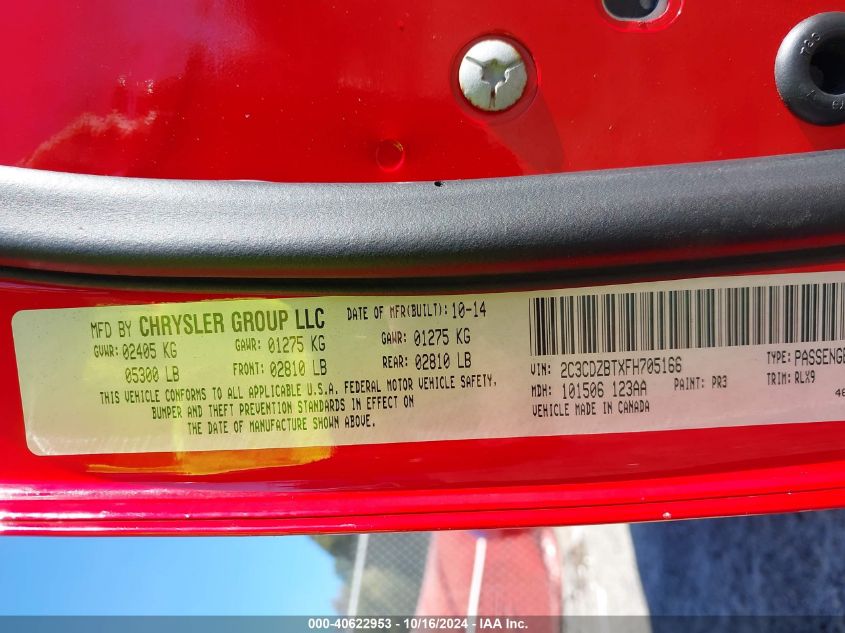 MFD BY CHRYSLER GROUP LLC
DATE OF MFR(BUILT): 10-14
GVWR: 02405 KG
GAWR: 01275 KG
GAWR: 01275 KG
05300 LB
FRONT: 02810 LB
REAR: 02810 LB
THIS VEHICLE CONFORMS TO ALL APPLICABLE U.S.A. FEDERAL MOTOR VEHICLE SAFETY,
BUMPER AND THEFT PREVENTION STANDARDS IN EFFECT ON
THE DATE OF MANUFACTURE SHOWN ABOVE.
VIN: 2C3CDZBTXFH705166
TYPE: PASSENGE
MDH: 101506 123AA
PAINT: PR3
TRIM: RLX9
VEHICLE MADE IN CANADA
48
--00-40622953 - 10/16/2024 - IAA Inc.